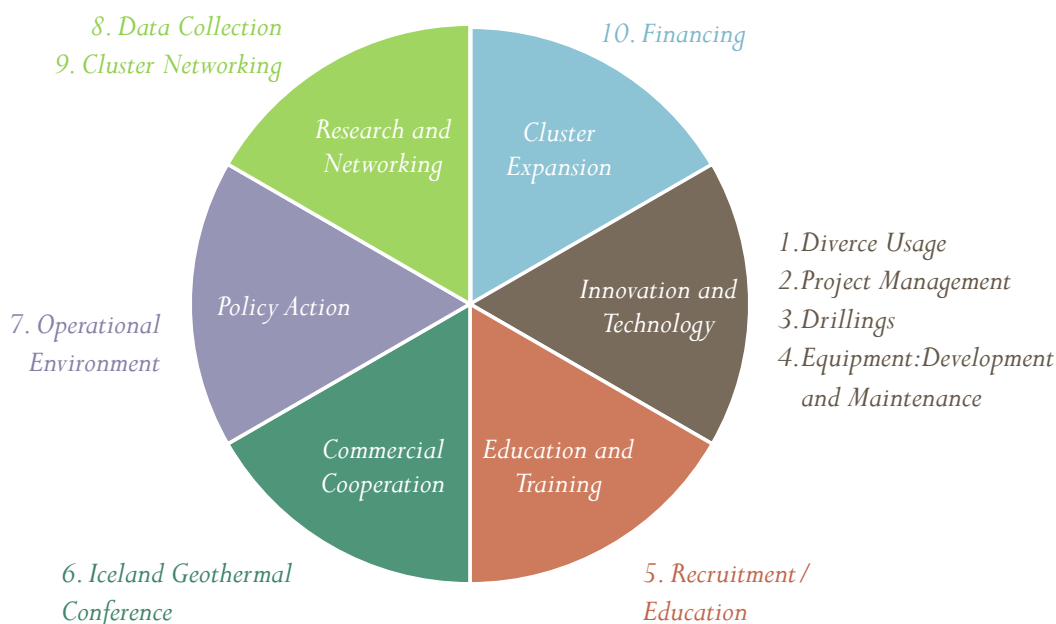 8. Data Collection
9. Cluster Networking
10. Financing
Research and
Networking
Cluster
Expansion
Innovation and
Technology
1.Diverce Usage
2.Project Management
3.Drillings
4.Equipment:Development
and Maintenance
Policy Action
7. Operational
Environment
Commercial
Cooperation
Education and
Training
6. Iceland Geothermal
Conference
5. Recruitment/
Education